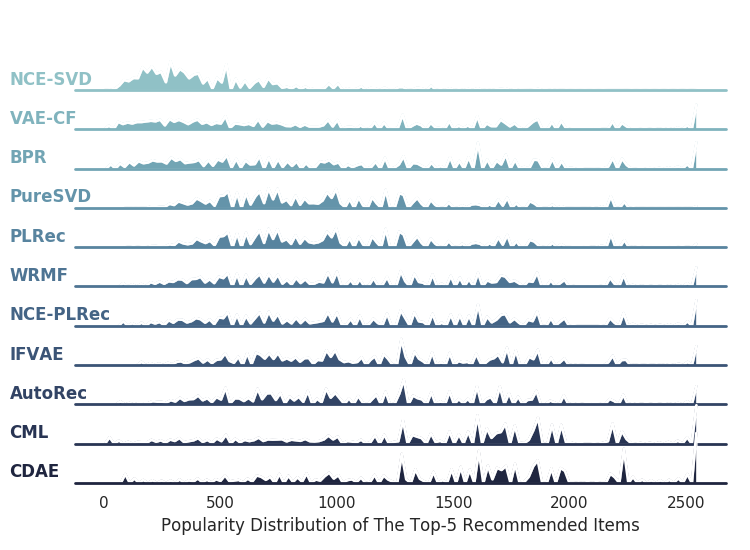 NCE-SVD
VAE-CF
BPR
PureSVD
PLRec
WRMF
NCE-PLRec
IFVAE
AutoRec
CML
CDAE
0 500 1000 1500 2000 2500
Popularity Distribution of The Top-5 Recommended Items